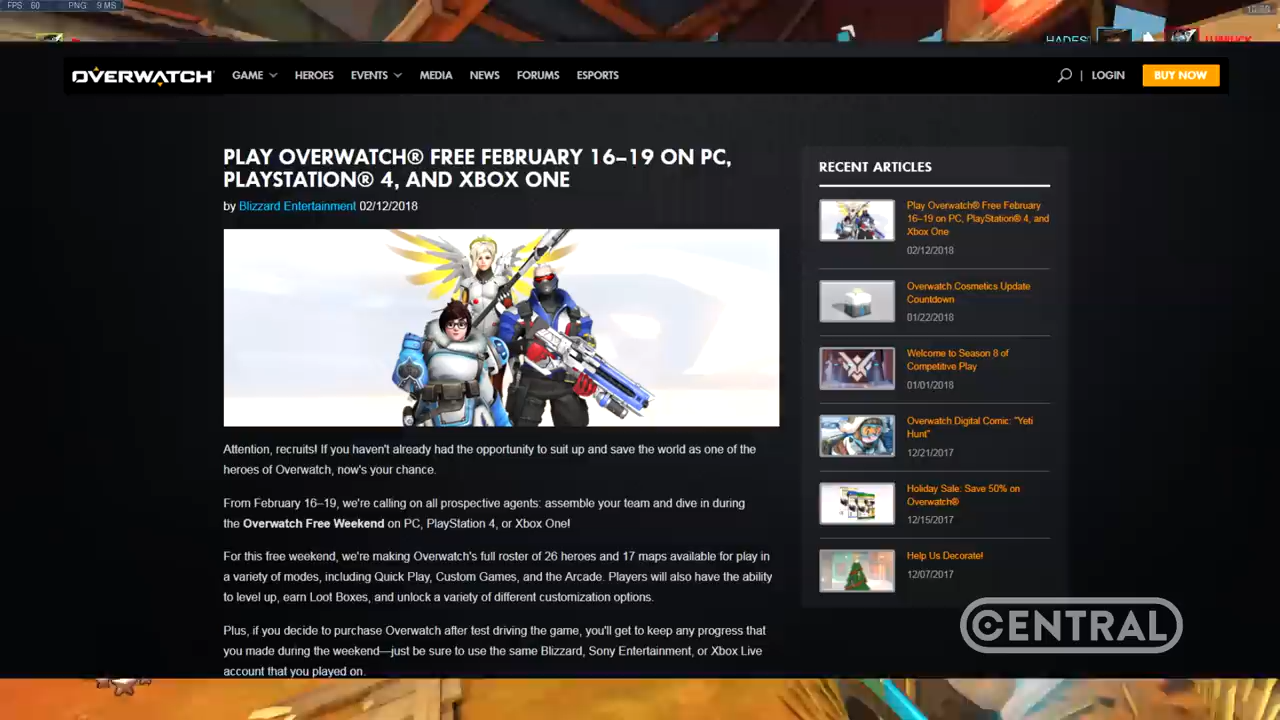 FPS 60 PNG 9 MS
HADES
OVERWATCH GAME HEROES EVENTS MEDIA NEWS FORUMS ESPORTS | LOGIN BUY NOW
PLAY OVERWATCH® FREE FEBRUARY 16–19 ON PC,
PLAYSTATION® 4, AND XBOX ONE
by Blizzard Entertainment 02/12/2018
Attention, recruits! If you haven't already had the opportunity to suit up and save the world as one of the
heroes of Overwatch, now's your chance.
From February 16–19, we're calling on all prospective agents: assemble your team and dive in during
the Overwatch Free Weekend on PC, PlayStation 4, or Xbox One!
For this free weekend, we're making Overwatch's full roster of 26 heroes and 17 maps available for play in
a variety of modes, including Quick Play, Custom Games, and the Arcade. Players will also have the ability
to level up, earn Loot Boxes, and unlock a variety of different customization options.
Plus, if you decide to purchase Overwatch after test driving the game, you'll get to keep any progress that
you made during the weekend—just be sure to use the same Blizzard, Sony Entertainment, or Xbox Live
account that you played on.
RECENT ARTICLES
Play Overwatch® Free February
16–19 on PC, PlayStation® 4, and
Xbox One
02/12/2018
Overwatch Cosmetics Update
Countdown
01/22/2018
Welcome to Season 8 of
Competitive Play
01/01/2018
Overwatch Digital Comic: "Yeti
Hunt"
12/21/2017
Holiday Sale: Save 50% on
Overwatch®
12/15/2017
Help Us Decorate!
12/07/2017
CENTRAL